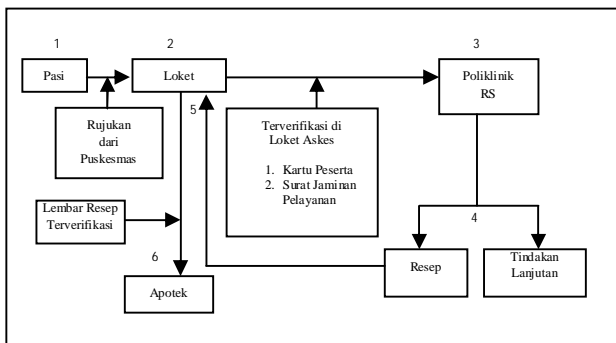 1
2
3
Pasi
Loket
Poliklinik
RS
5
Rujukan
dari
Puskesmas
Terverifikasi di
Loket Askes
1. Kartu Peserta
2. Surat Jaminan
Pelayanan
Lembar Resep
Terverifikasi
4
6
Resep
Tindakan
Lanjutan
Apotek